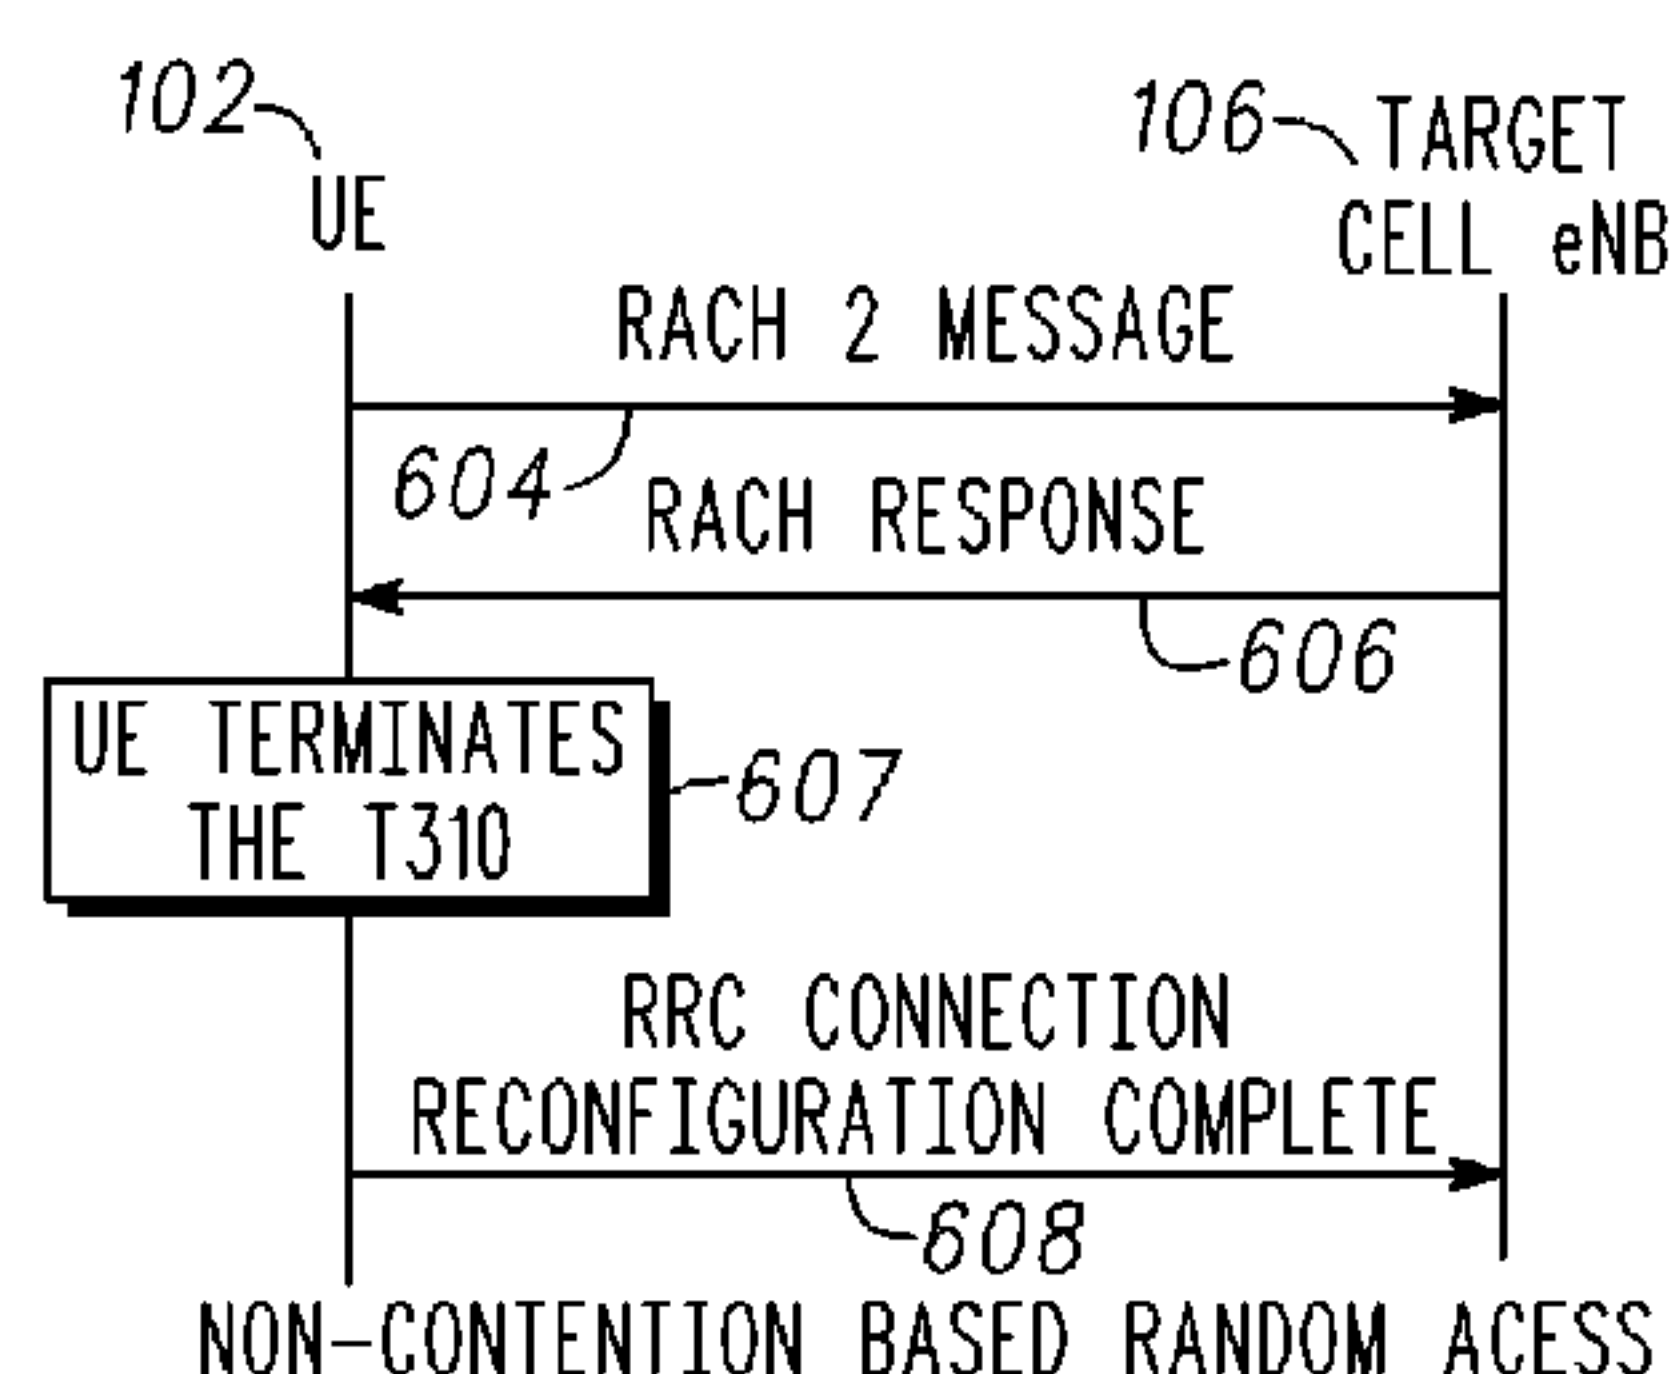 102
UE
106
TARGET
CELL eNB
RACH 2 MESSAGE
604
RACH RESPONSE
606
UE TERMINATES
THE T310
607
RRC CONNECTION
RECONFIGURATION COMPLETE
608
NON-CONTENTION BASED RANDOM ACESS